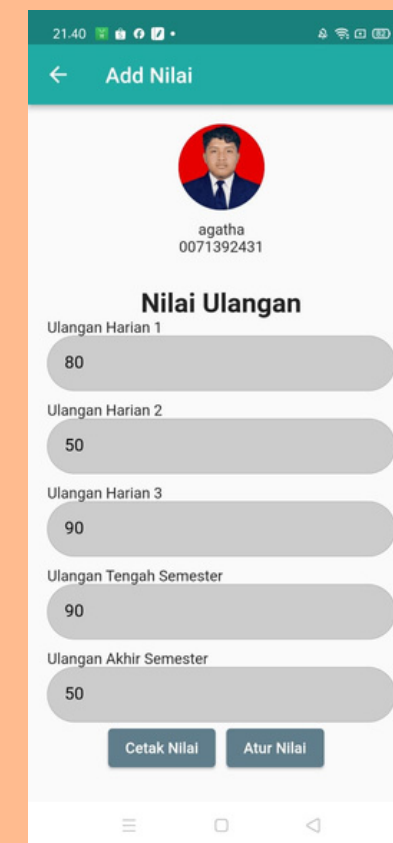 21.40
Add Nilai
agatha
0071392431
Nilai Ulangan
Ulangan Harian 1
80
Ulangan Harian 2
50
Ulangan Harian 3
90
Ulangan Tengah Semester
90
Ulangan Akhir Semester
50
Cetak Nilai Atur Nilai